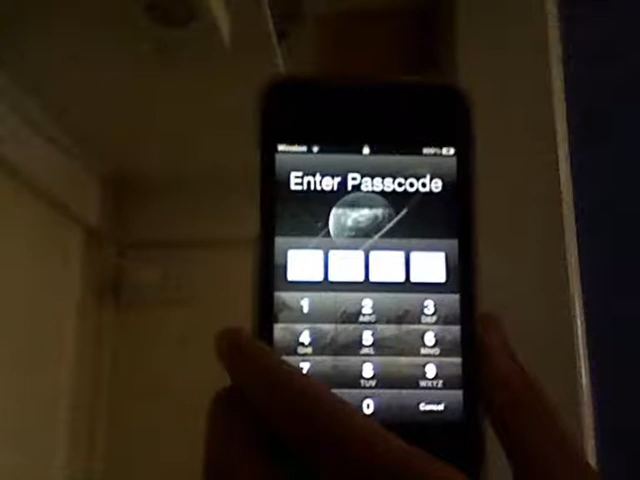 Enter Passcode
1
2 ABC
3 DEF
4 GHI
5 JKL
6 MNO
7
8 TUV
9 WXYZ
0
Cancel